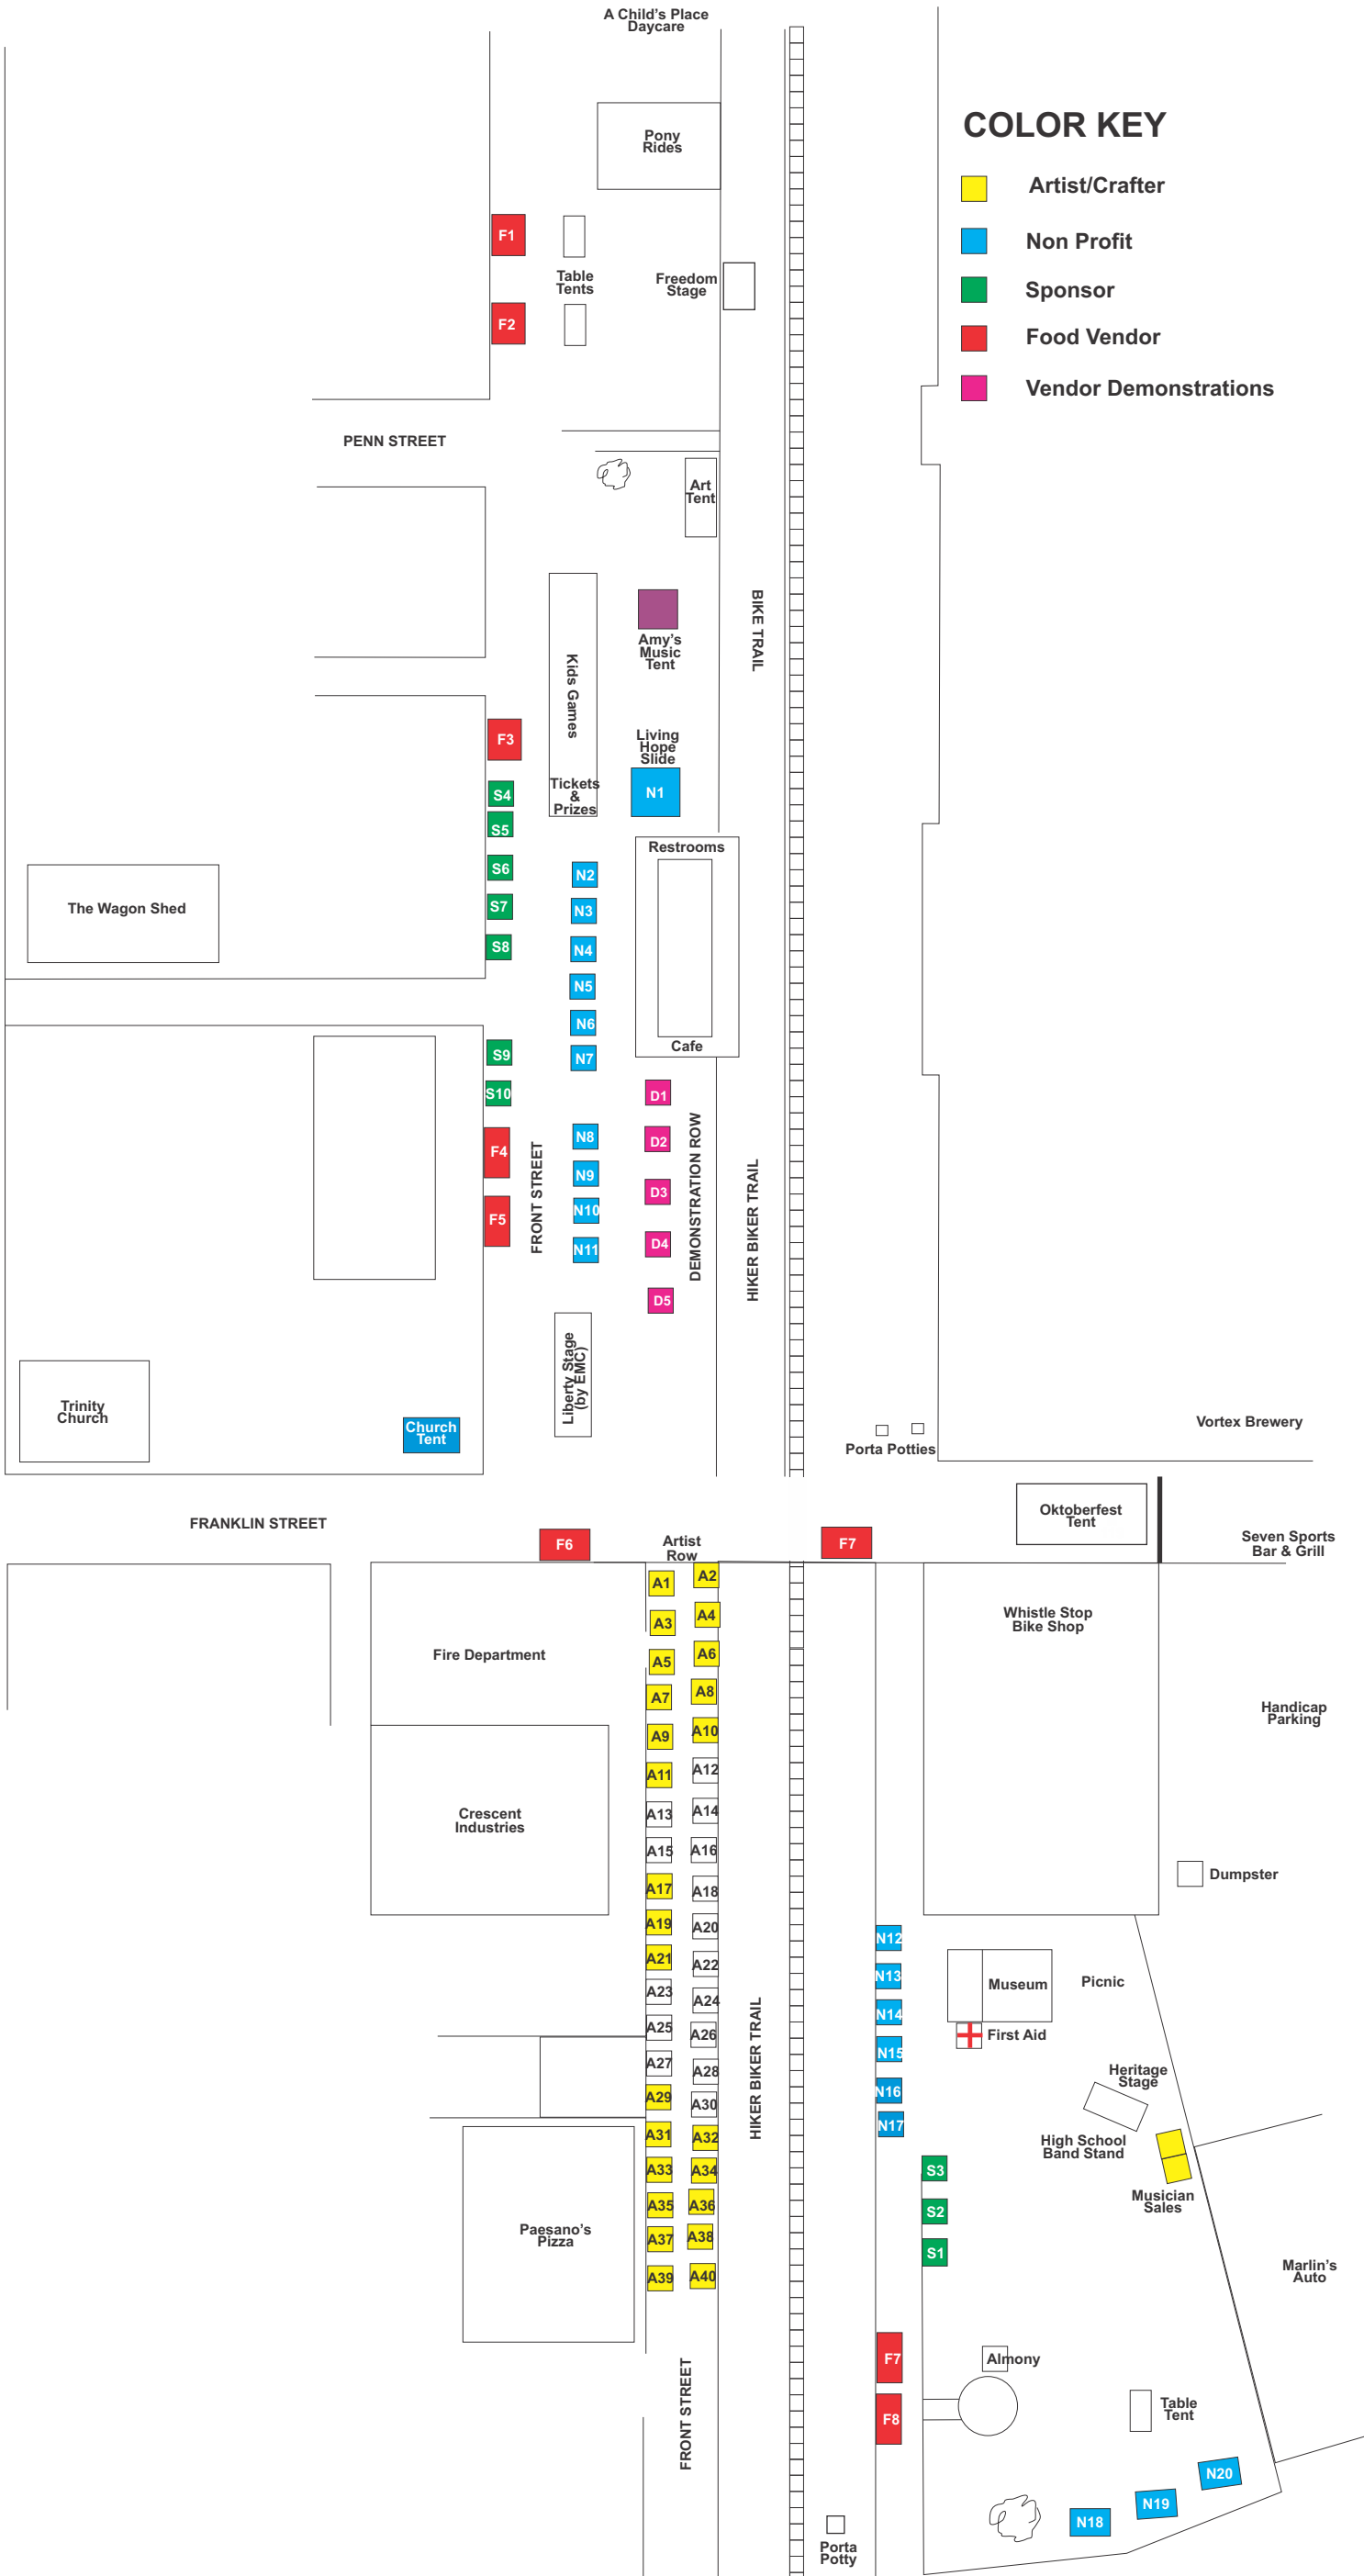 A Child's Place
Daycare
COLOR KEY
Artist/Crafter
Non Profit
Sponsor
Food Vendor
Vendor Demonstrations
Pony
Rides
F1
Table
Tents
Freedom
Stage
F2
PENN STREET
Art
Tent
BIKE TRAIL
Amy's
Music
Tent
Kids Games
F3
Living
Hope
Slide
Tickets
&
Prizes
N1
S4
S5
Restrooms
S6
N2
The Wagon Shed
S7
N3
S8
N4
N5
N6
Cafe
S9
N7
S10
D1
F4
N8
D2
FRONT STREET
N9
D3
DEMONSTRATION ROW
HIKER BIKER TRAIL
F5
N10
N11
D4
D5
Liberty Stage
(by EMC)
Trinity
Church
Church
Tent
Porta Potties
Vortex Brewery
FRANKLIN STREET
Oktoberfest
Tent
F6
Artist
Row
F7
Seven Sports
Bar & Grill
A1
A2
A3
A4
Whistle Stop
Bike Shop
Fire Department
A5
A6
A7
A8
Handicap
Parking
A9
A10
A11
A12
Crescent
Industries
A13
A14
A15
A16
A17
A18
Dumpster
A19
A20
N12
A21
A22
N13
Museum
Picnic
A23
A24
N14
A25
A26
First Aid
HIKER BIKER TRAIL
N15
A27
A28
Heritage
Stage
A29
A30
N16
A31
A32
N17
High School
Band Stand
A33
A34
S3
Musician
Sales
A35
A36
S2
Paesano's
Pizza
A37
A38
S1
A39
A40
Marlin's
Auto
FRONT STREET
F7
Almony
F8
Table
Tent
N20
N19
N18
Porta
Potty